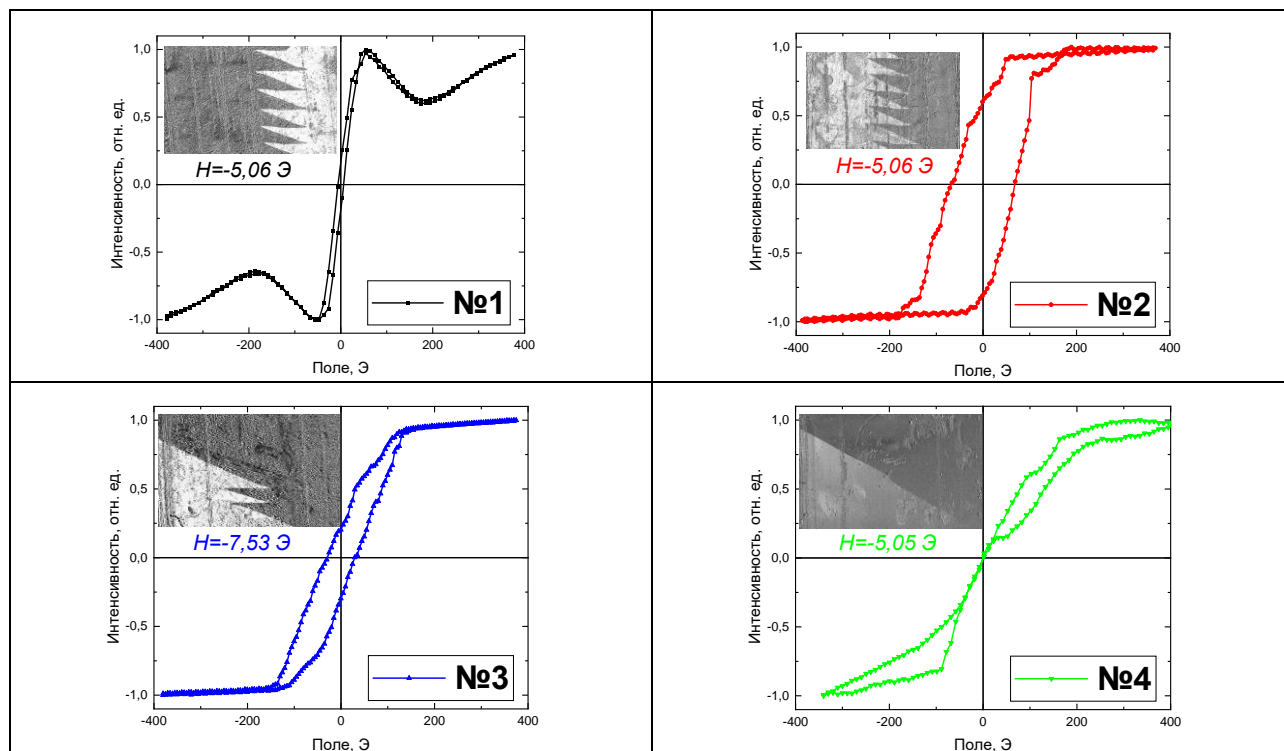 Интенсивность, отн. ед.
1,0
0,5
0,0
-0,5
-1,0
H=-5,06 Э
№1
-400 -200 0 200 400
Поле, Э
Интенсивность, отн. ед.
1,0
0,5
0,0
-0,5
-1,0
H=-5,06 Э
№2
-400 -200 0 200 400
Поле, Э
Интенсивность, отн. ед.
1,0
0,5
0,0
-0,5
-1,0
H=-7,53 Э
№3
-400 -200 0 200 400
Поле, Э
Интенсивность, отн. ед.
1,0
0,5
0,0
-0,5
-1,0
H=-5,05 Э
№4
-400 -200 0 200 400
Поле, Э